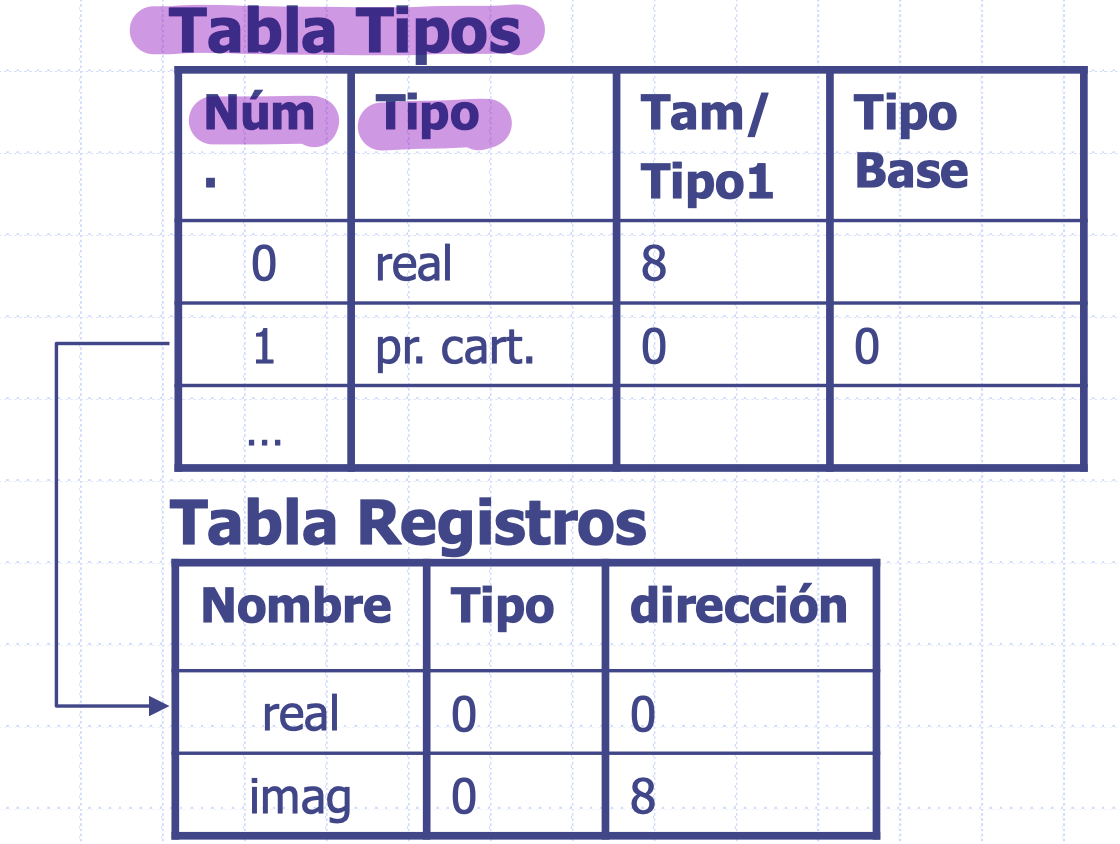 Tabla Tipos
Núm Tipo Tam/ Tipo
. Tipo1 Base
0 real 8
1 pr. cart. 0 0
...
Tabla Registros
Nombre Tipo dirección
real 0 0
imag 0 8